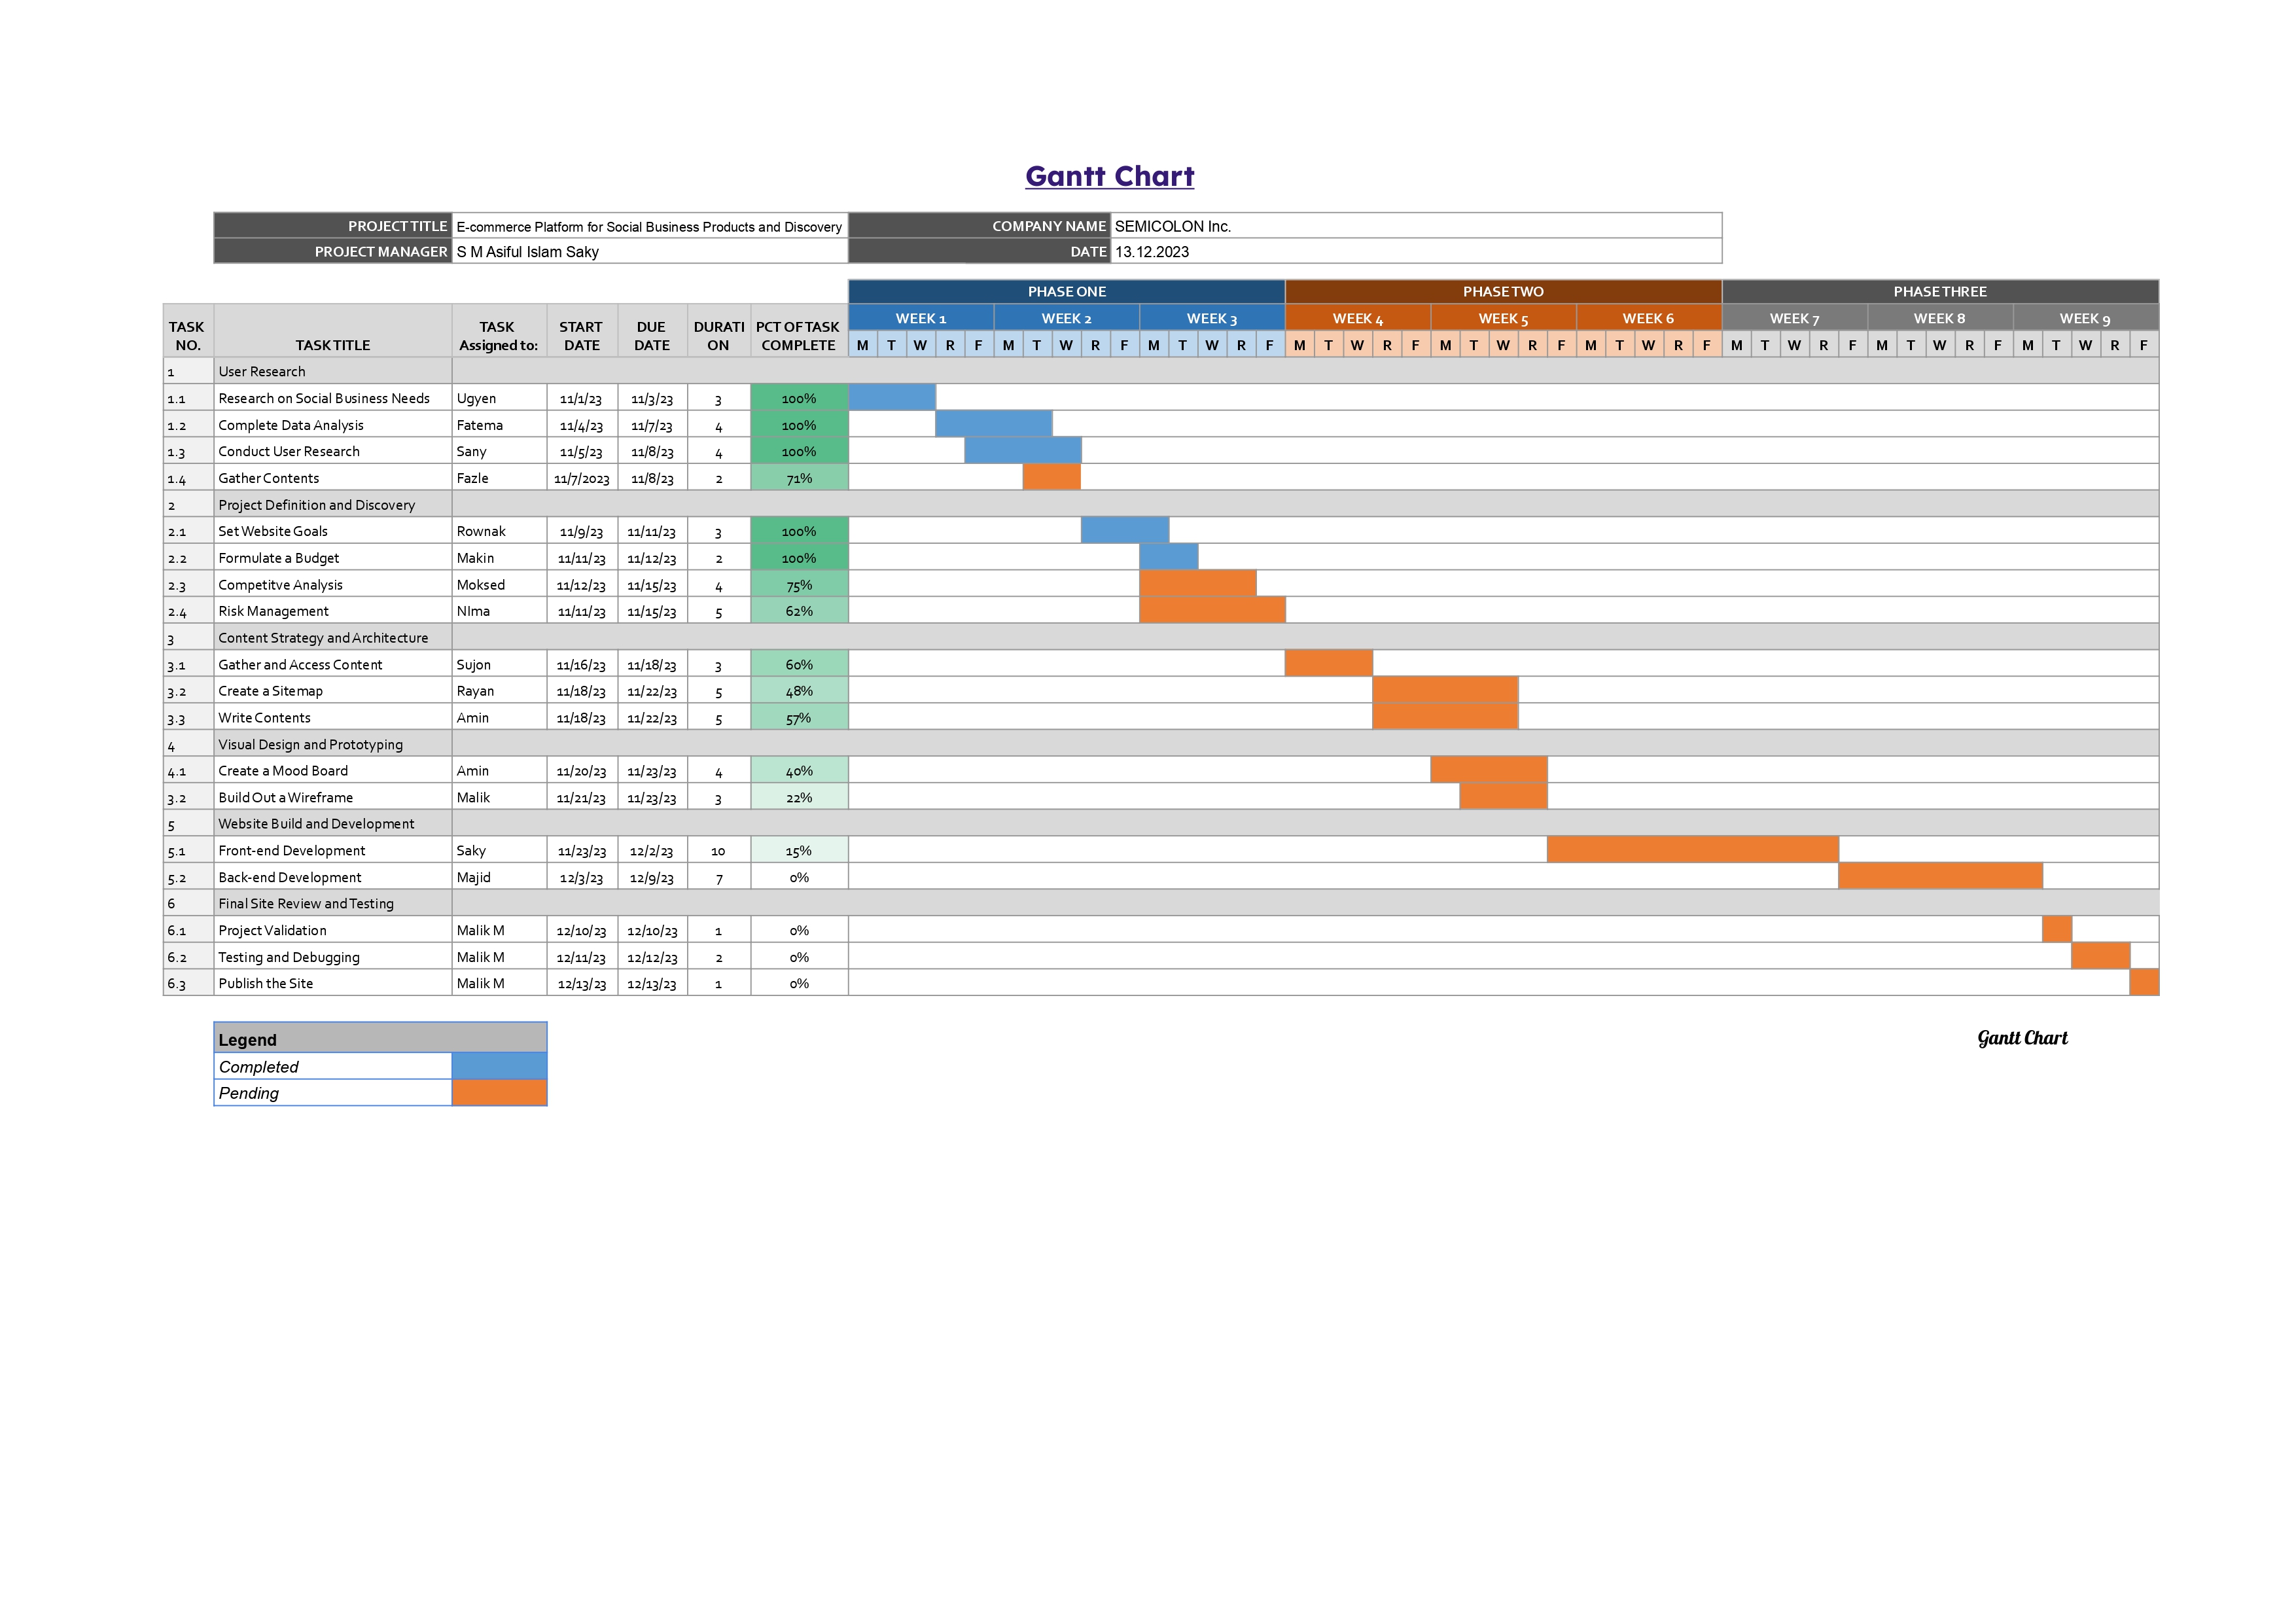 Gantt Chart
PROJECT TITLE E-commerce Platform for Social Business Products and Discovery COMPANY NAME SEMICOLON Inc.
PROJECT MANAGER S M Asiful Islam Saky DATE 13.12.2023
PHASE ONE PHASE TWO PHASE THREE
WEEK 1 WEEK 2 WEEK 3 WEEK 4 WEEK 5 WEEK 6 WEEK 7 WEEK 8 WEEK 9
TASK TASK START DUE DURATI PCT OF TASK
NO. TASK TITLE Assigned to: DATE DATE ON COMPLETE M T W R F M T W R F M T W R F M T W R F M T W R F M T W R F M T W R F M T W R F M T W R F
1 User Research
1.1 Research on Social Business Needs Ugyen 11/1/23 11/3/23 3 100%
1.2 Complete Data Analysis Fatema 11/4/23 11/7/23 4 100%
1.3 Conduct User Research Sany 11/5/23 11/8/23 4 100%
1.4 Gather Contents Fazle 11/7/2023 11/8/23 2 71%
2 Project Definition and Discovery
2.1 Set Website Goals Rownak 11/9/23 11/11/23 3 100%
2.2 Formulate a Budget Makin 11/11/23 11/12/23 2 100%
2.3 Competitve Analysis Moksed 11/12/23 11/15/23 4 75%
2.4 Risk Management NIma 11/11/23 11/15/23 5 62%
3 Content Strategy and Architecture
3.1 Gather and Access Content Sujon 11/16/23 11/18/23 3 60%
3.2 Create a Sitemap Rayan 11/18/23 11/22/23 5 48%
3.3 Write Contents Amin 11/18/23 11/22/23 5 57%
4 Visual Design and Prototyping
4.1 Create a Mood Board Amin 11/20/23 11/23/23 4 40%
3.2 Build Out a Wireframe Malik 11/21/23 11/23/23 3 22%
5 Website Build and Development
5.1 Front-end Development Saky 11/23/23 12/2/23 10 15%
5.2 Back-end Development Majid 12/3/23 12/9/23 7 0%
6 Final Site Review and Testing
6.1 Project Validation Malik M 12/10/23 12/10/23 1 0%
6.2 Testing and Debugging Malik M 12/11/23 12/12/23 2 0%
6.3 Publish the Site Malik M 12/13/23 12/13/23 1 0%
Legend
Completed
Pending
Gantt Chart